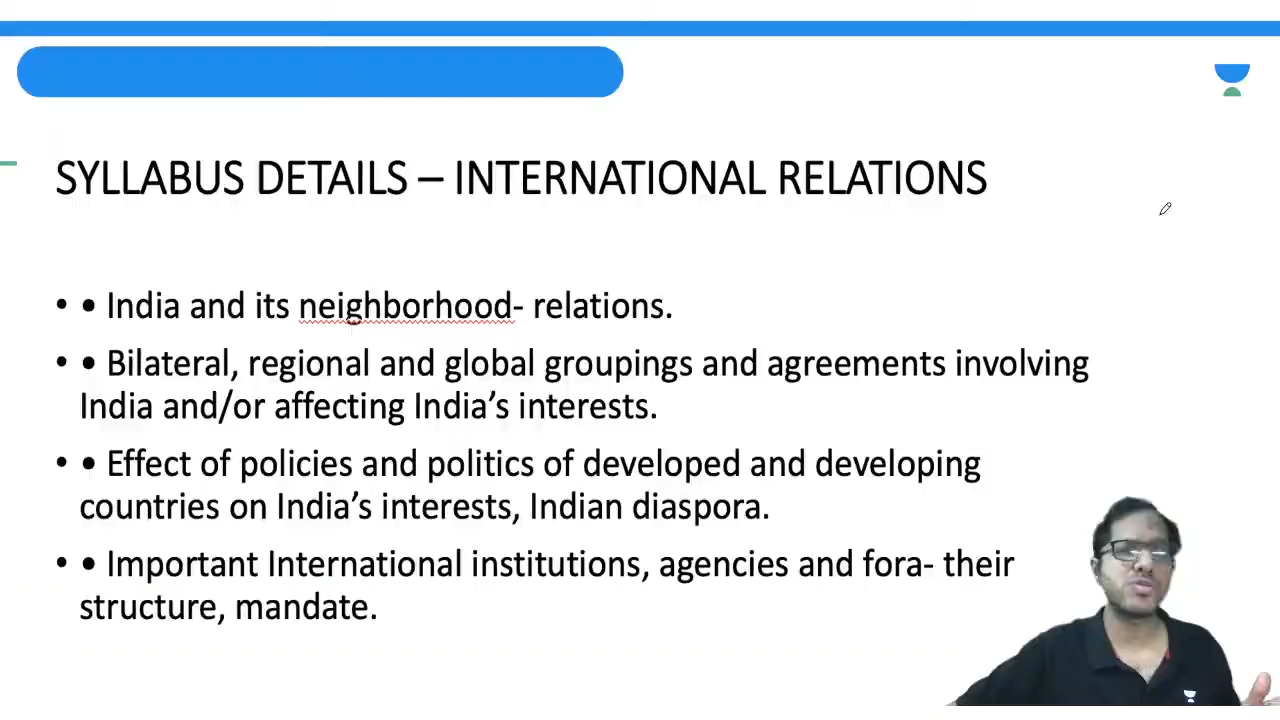 SYLLABUS DETAILS – INTERNATIONAL RELATIONS
• • India and its neighborhood- relations.
• • Bilateral, regional and global groupings and agreements involving
India and/or affecting India’s interests.
• • Effect of policies and politics of developed and developing
countries on India’s interests, Indian diaspora.
• • Important International institutions, agencies and fora- their
structure, mandate.